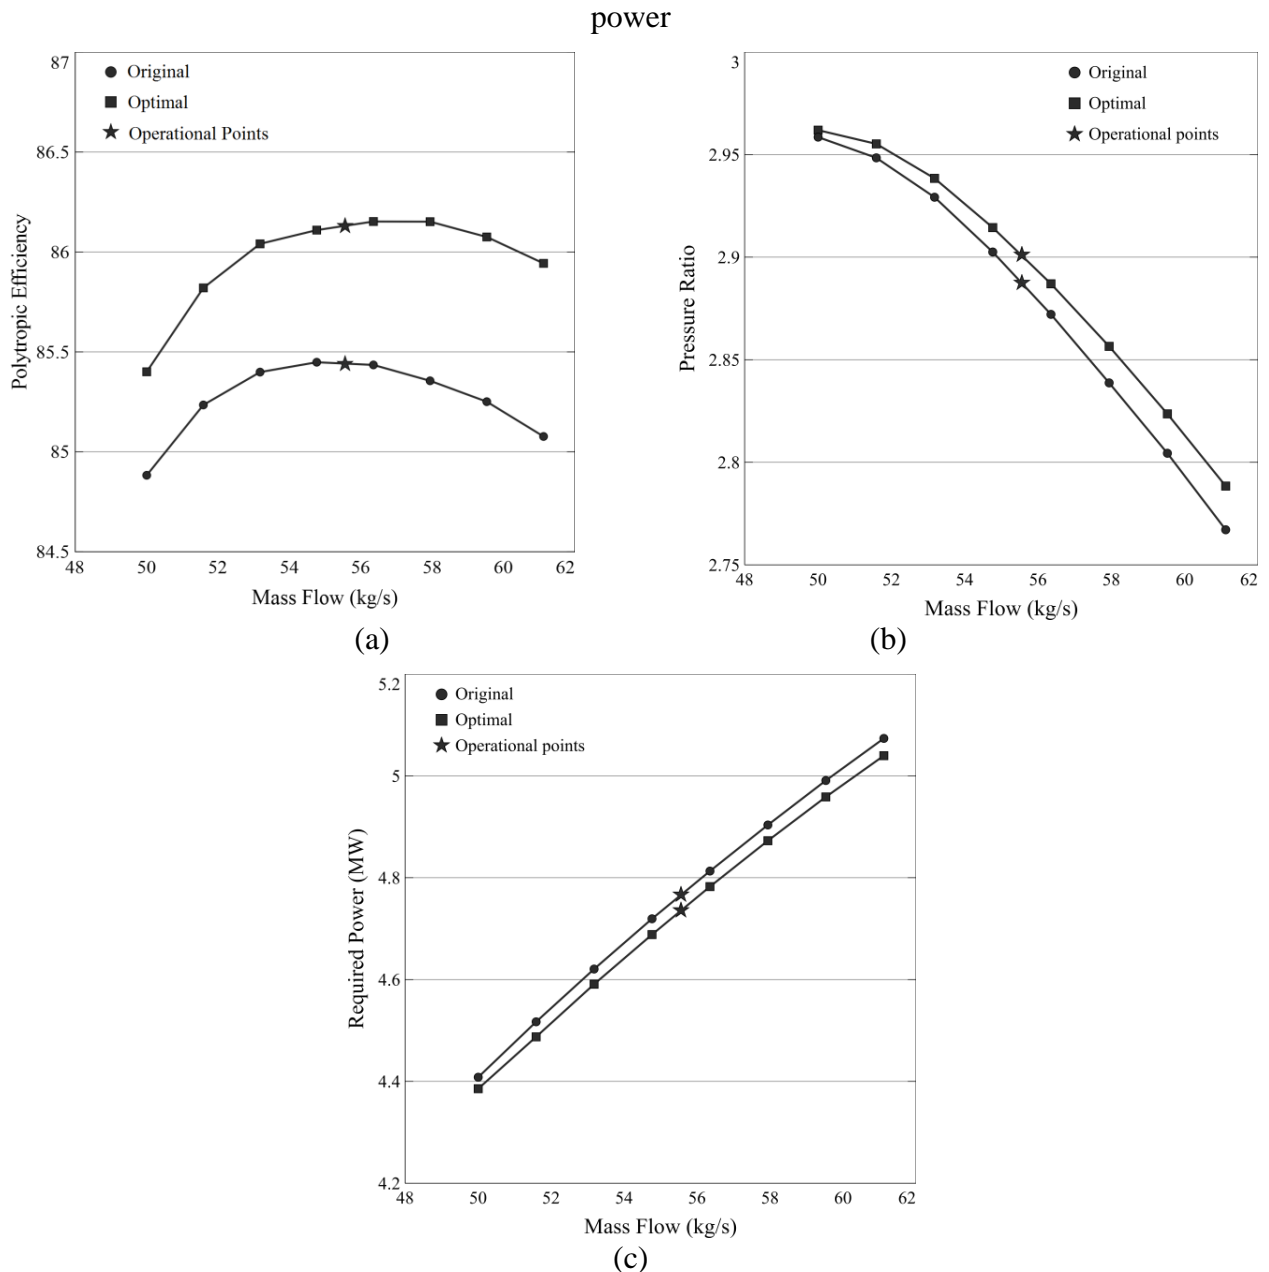 power
87
86.5
86
85.5
85
84.5
48 50 52 54 56 58 60 62
Polytropic Efficiency
Mass Flow (kg/s)
Original
Optimal
Operational Points
(a)
3
2.95
2.9
2.85
2.8
2.75
48 50 52 54 56 58 60 62
Pressure Ratio
Mass Flow (kg/s)
Original
Optimal
Operational points
(b)
5.2
5
4.8
4.6
4.4
4.2
48 50 52 54 56 58 60 62
Required Power (MW)
Mass Flow (kg/s)
Original
Optimal
Operational points
(c)